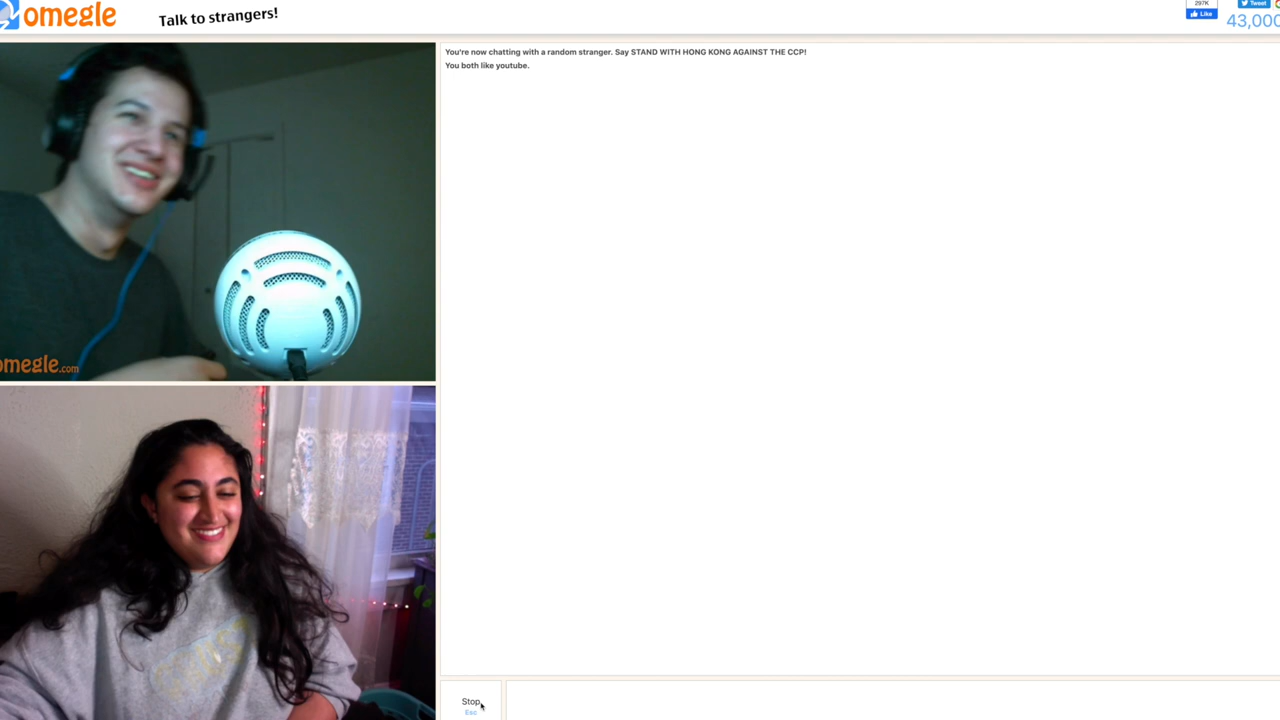 omegle
Talk to strangers!
297K
Like
Tweet
43,000
You're now chatting with a random stranger. Say STAND WITH HONG KONG AGAINST THE CCP!
You both like youtube.
omegle.com
Stop
Esc